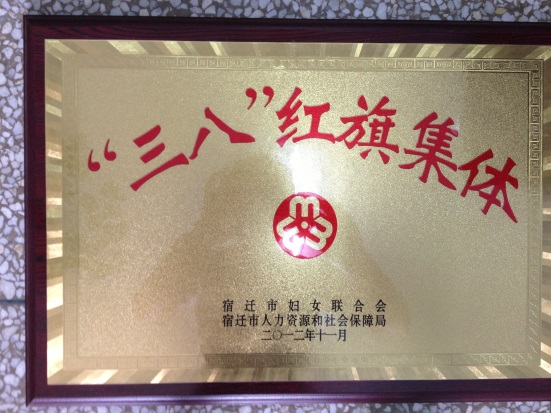 “三八”红旗集体
宿迁市妇女联合会
宿迁市人力资源和社会保障局
二〇一二年十一月